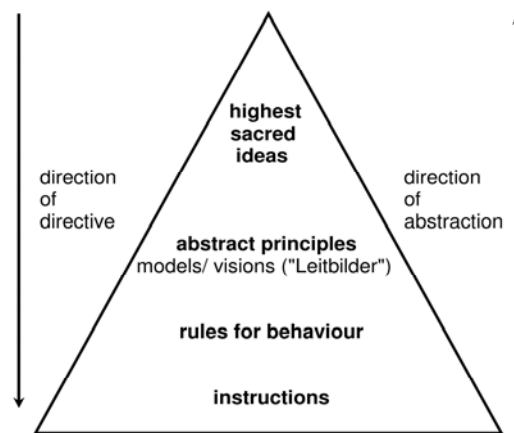 highest
sacred
ideas
direction
of
directive
direction
of
abstraction
abstract principles
models/ visions ("Leitbilder")
rules for behaviour
instructions